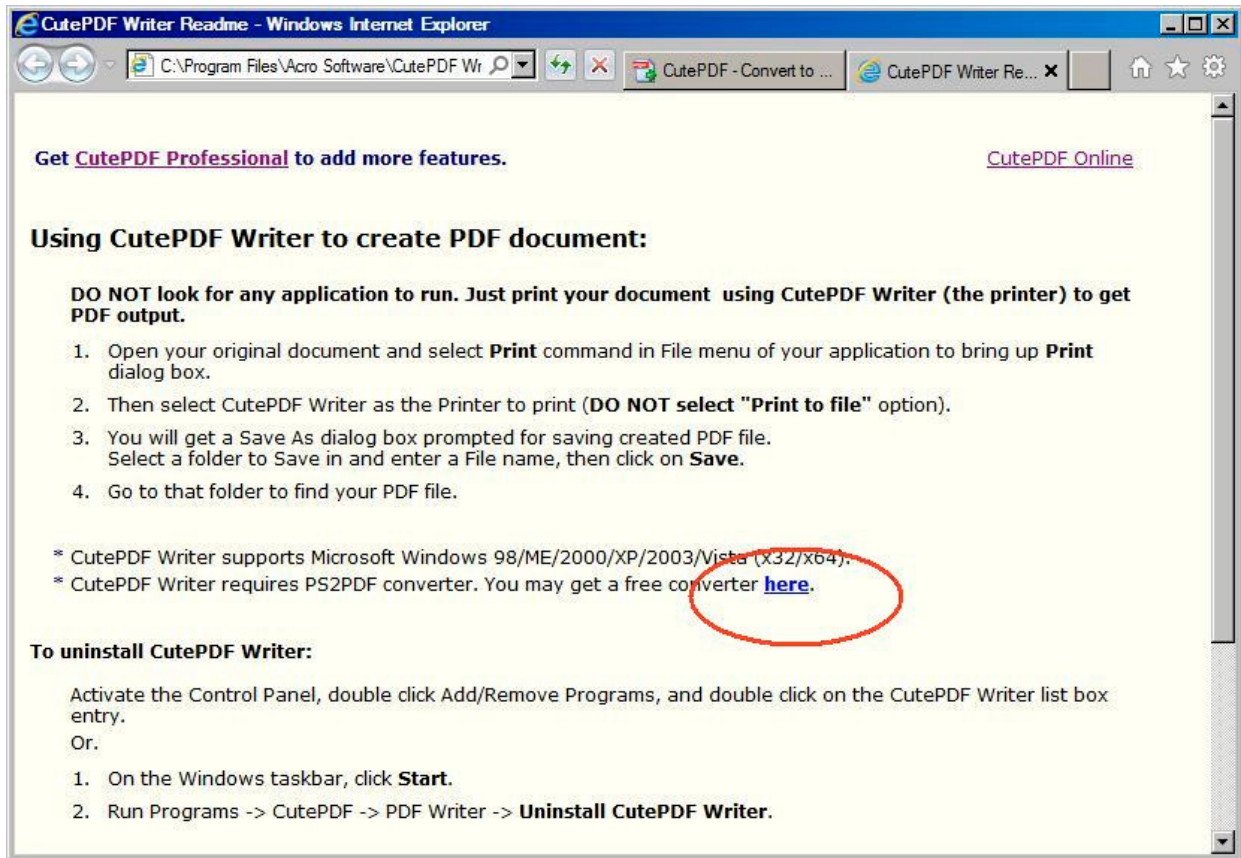 CutePDF Writer Readme - Windows Internet Explorer
C:\Program Files\Acro Software\CutePDF Wr
CutePDF - Convert to ...
CutePDF Writer Re...
Get CutePDF Professional to add more features.
CutePDF Online
Using CutePDF Writer to create PDF document:
DO NOT look for any application to run. Just print your document using CutePDF Writer (the printer) to get
PDF output.
1. Open your original document and select Print command in File menu of your application to bring up Print
dialog box.
2. Then select CutePDF Writer as the Printer to print (DO NOT select "Print to file" option).
3. You will get a Save As dialog box prompted for saving created PDF file.
Select a folder to Save in and enter a File name, then click on Save.
4. Go to that folder to find your PDF file.
* CutePDF Writer supports Microsoft Windows 98/ME/2000/XP/2003/Vista (x32/x64).
* CutePDF Writer requires PS2PDF converter. You may get a free converter here.
To uninstall CutePDF Writer:
Activate the Control Panel, double click Add/Remove Programs, and double click on the CutePDF Writer list box
entry.
Or.
1. On the Windows taskbar, click Start.
2. Run Programs -> CutePDF -> PDF Writer -> Uninstall CutePDF Writer.